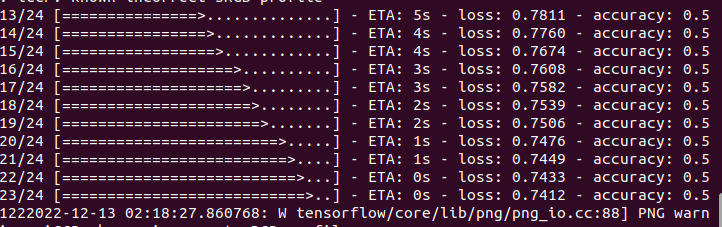 13/24 [===============>..............] - ETA: 5s - loss: 0.7811 - accuracy: 0.5
14/24 [================>.............] - ETA: 4s - loss: 0.7760 - accuracy: 0.5
15/24 [=================>............] - ETA: 4s - loss: 0.7674 - accuracy: 0.5
16/24 [===================>..........] - ETA: 3s - loss: 0.7608 - accuracy: 0.5
17/24 [====================>.........] - ETA: 3s - loss: 0.7582 - accuracy: 0.5
18/24 [=====================>........] - ETA: 2s - loss: 0.7539 - accuracy: 0.5
19/24 [======================>.......] - ETA: 2s - loss: 0.7506 - accuracy: 0.5
20/24 [========================>.....] - ETA: 1s - loss: 0.7476 - accuracy: 0.5
21/24 [=========================>....] - ETA: 1s - loss: 0.7449 - accuracy: 0.5
22/24 [==========================>...] - ETA: 0s - loss: 0.7433 - accuracy: 0.5
23/24 [===========================>..] - ETA: 0s - loss: 0.7412 - accuracy: 0.5
1222022-12-13 02:18:27.860768: W tensorflow/core/lib/png/png_io.cc:88] PNG warn